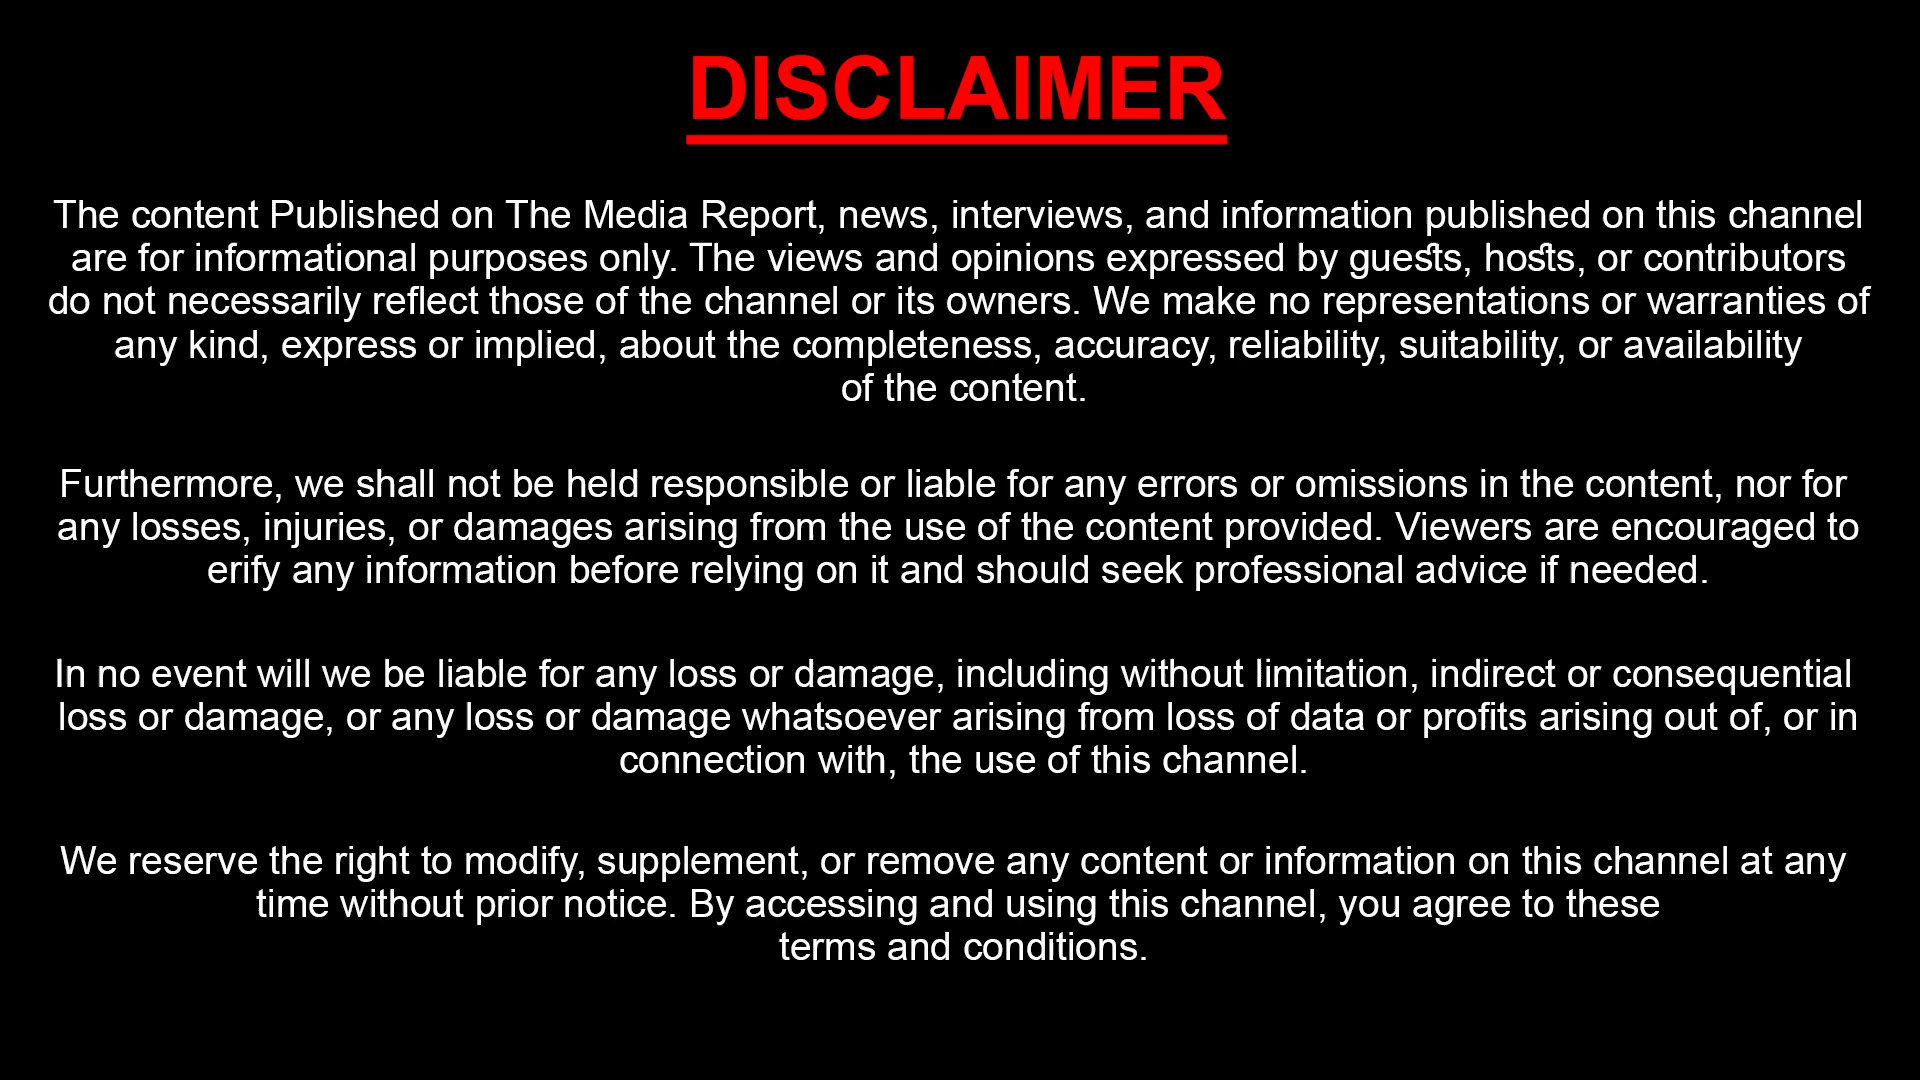 DISCLAIMER
The content Published on The Media Report, news, interviews, and information published on this channel
are for informational purposes only. The views and opinions expressed by guests, hosts, or contributors
do not necessarily reflect those of the channel or its owners. We make no representations or warranties of
any kind, express or implied, about the completeness, accuracy, reliability, suitability, or availability
of the content.
Furthermore, we shall not be held responsible or liable for any errors or omissions in the content, nor for
any losses, injuries, or damages arising from the use of the content provided. Viewers are encouraged to
erify any information before relying on it and should seek professional advice if needed.
In no event will we be liable for any loss or damage, including without limitation, indirect or consequential
loss or damage, or any loss or damage whatsoever arising from loss of data or profits arising out of, or in
connection with, the use of this channel.
We reserve the right to modify, supplement, or remove any content or information on this channel at any
time without prior notice. By accessing and using this channel, you agree to these
terms and conditions.